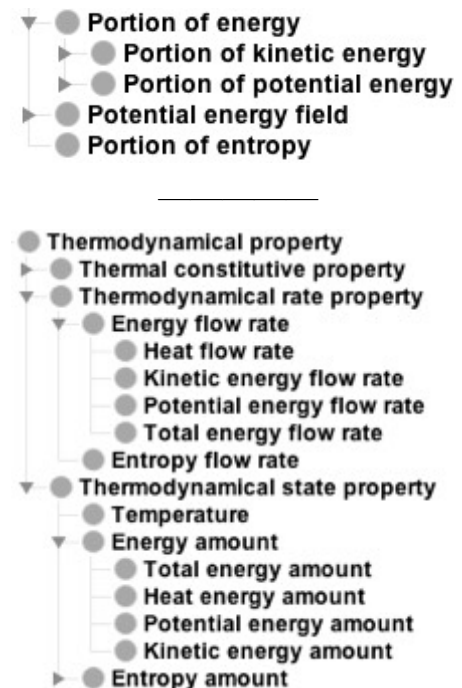 Portion of energy
Portion of kinetic energy
Portion of potential energy
Potential energy field
Portion of entropy
Thermodynamical property
Thermal constitutive property
Thermodynamical rate property
Energy flow rate
Heat flow rate
Kinetic energy flow rate
Potential energy flow rate
Total energy flow rate
Entropy flow rate
Thermodynamical state property
Temperature
Energy amount
Total energy amount
Heat energy amount
Potential energy amount
Kinetic energy amount
Entropy amount